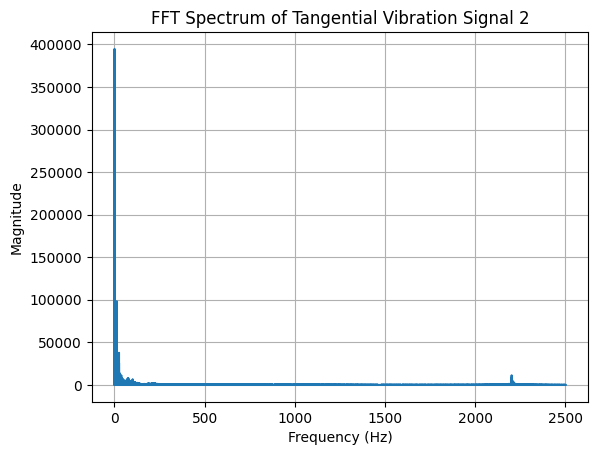 FFT Spectrum of Tangential Vibration Signal 2
400000
350000
300000
250000
200000
150000
100000
50000
0
Magnitude
0 500 1000 1500 2000 2500
Frequency (Hz)